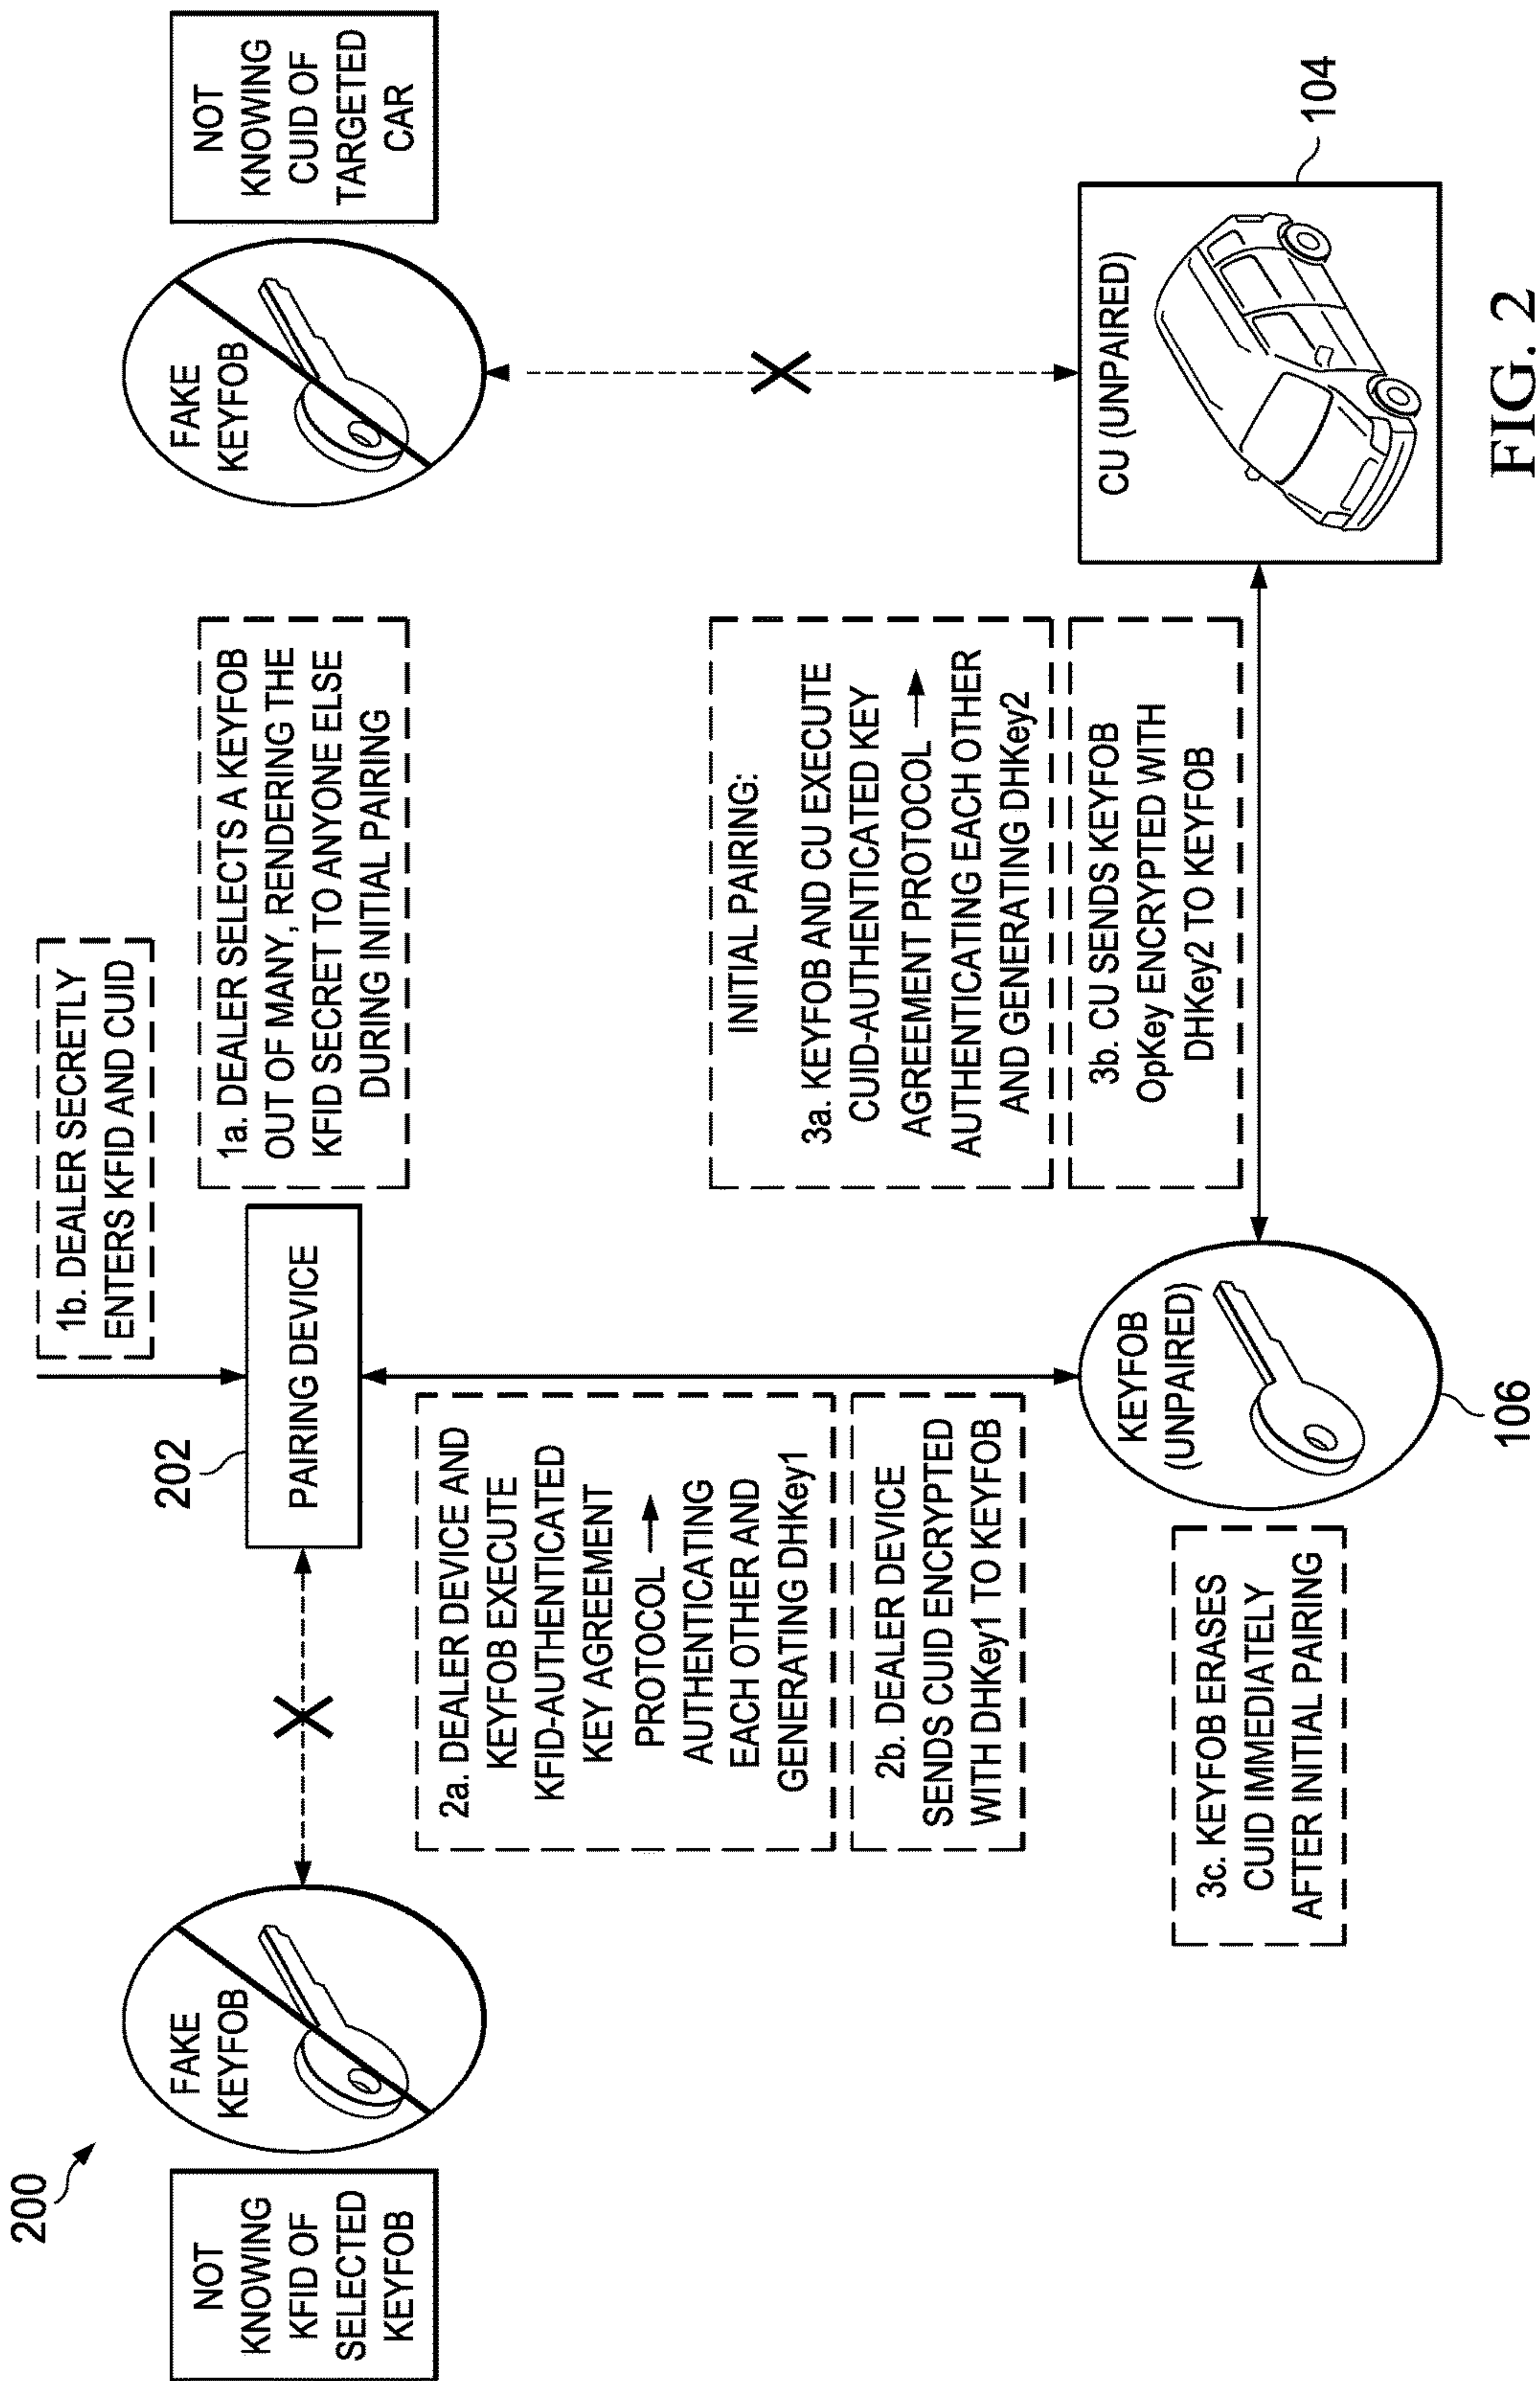 200
1b. DEALER SECRETLY
ENTERS KFID AND CUID
NOT
KNOWING
KFID OF
SELECTED
KEYFOB
FAKE
KEYFOB
202
PAIRING DEVICE
1a. DEALER SELECTS A KEYFOB
OUT OF MANY, RENDERING THE
KFID SECRET TO ANYONE ELSE
DURING INITIAL PAIRING
FAKE
KEYFOB
NOT
KNOWING
CUID OF
TARGETED
CAR
2a. DEALER DEVICE AND
KEYFOB EXECUTE
KFID-AUTHENTICATED
KEY AGREEMENT
PROTOCOL →
AUTHENTICATING
EACH OTHER AND
GENERATING DHKey1
2b. DEALER DEVICE
SENDS CUID ENCRYPTED
WITH DHKey1 TO KEYFOB
INITIAL PAIRING:
3a. KEYFOB AND CU EXECUTE
CUID-AUTHENTICATED KEY
AGREEMENT PROTOCOL →
AUTHENTICATING EACH OTHER
AND GENERATING DHKey2
3b. CU SENDS KEYFOB
OpKey ENCRYPTED WITH
DHKey2 TO KEYFOB
3c. KEYFOB ERASES
CUID IMMEDIATELY
AFTER INITIAL PAIRING
KEYFOB
(UNPAIRED)
106
CU (UNPAIRED)
104
FIG. 2